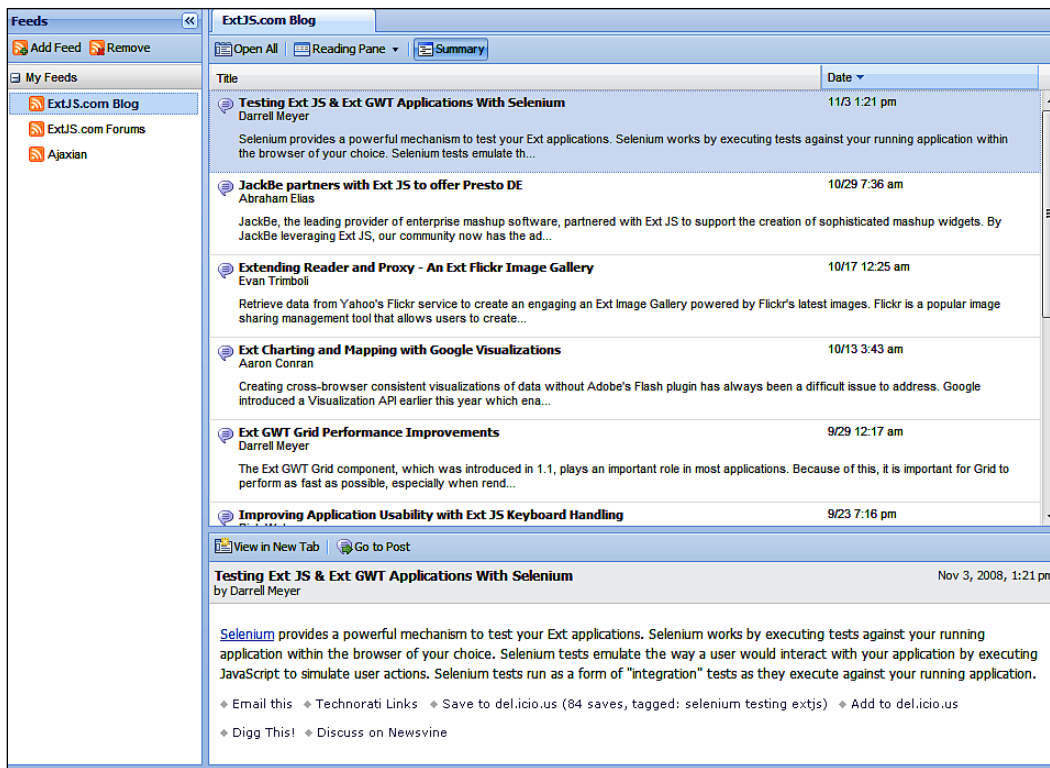 Feeds
Add Feed Remove
My Feeds
ExtJS.com Blog
ExtJS.com Forums
Ajaxian
ExtJS.com Blog
Open All Reading Pane Summary
Title Date
Testing Ext JS & Ext GWT Applications With Selenium 11/3 1:21 pm
Darrell Meyer
Selenium provides a powerful mechanism to test your Ext applications. Selenium works by executing tests against your running application within
the browser of your choice. Selenium tests emulate th...
JackBe partners with Ext JS to offer Presto DE 10/29 7:36 am
Abraham Elias
JackBe, the leading provider of enterprise mashup software, partnered with Ext JS to support the creation of sophisticated mashup widgets. By
JackBe leveraging Ext JS, our community now has the ad...
Extending Reader and Proxy - An Ext Flickr Image Gallery 10/17 12:25 am
Evan Trimboli
Retrieve data from Yahoo's Flickr service to create an engaging an Ext Image Gallery powered by Flickr's latest images. Flickr is a popular image
sharing management tool that allows users to create...
Ext Charting and Mapping with Google Visualizations 10/13 3:43 am
Aaron Conran
Creating cross-browser consistent visualizations of data without Adobe's Flash plugin has always been a difficult issue to address. Google
introduced a Visualization API earlier this year which ena...
Ext GWT Grid Performance Improvements 9/29 12:17 am
Darrell Meyer
The Ext GWT Grid component, which was introduced in 1.1, plays an important role in most applications. Because of this, it is important for Grid to
perform as fast as possible, especially when rend...
Improving Application Usability with Ext JS Keyboard Handling 9/23 7:16 pm
View in New Tab Go to Post
Testing Ext JS & Ext GWT Applications With Selenium Nov 3, 2008, 1:21 pm
by Darrell Meyer
Selenium provides a powerful mechanism to test your Ext applications. Selenium works by executing tests against your running
application within the browser of your choice. Selenium tests emulate the way a user would interact with your application by executing
JavaScript to simulate user actions. Selenium tests run as a form of "integration" tests as they execute against your running application.
Email this Technorati Links Save to del.icio.us (84 saves, tagged: selenium testing extjs) Add to del.icio.us
Digg This! Discuss on Newsvine